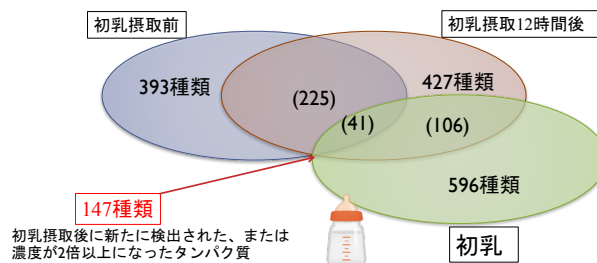 初乳摂取前
初乳摂取12時間後
393種類
427種類
(225)
(41)
(106)
596種類
147種類
初乳
初乳摂取後に新たに検出された、または
濃度が2倍以上になったタンパク質